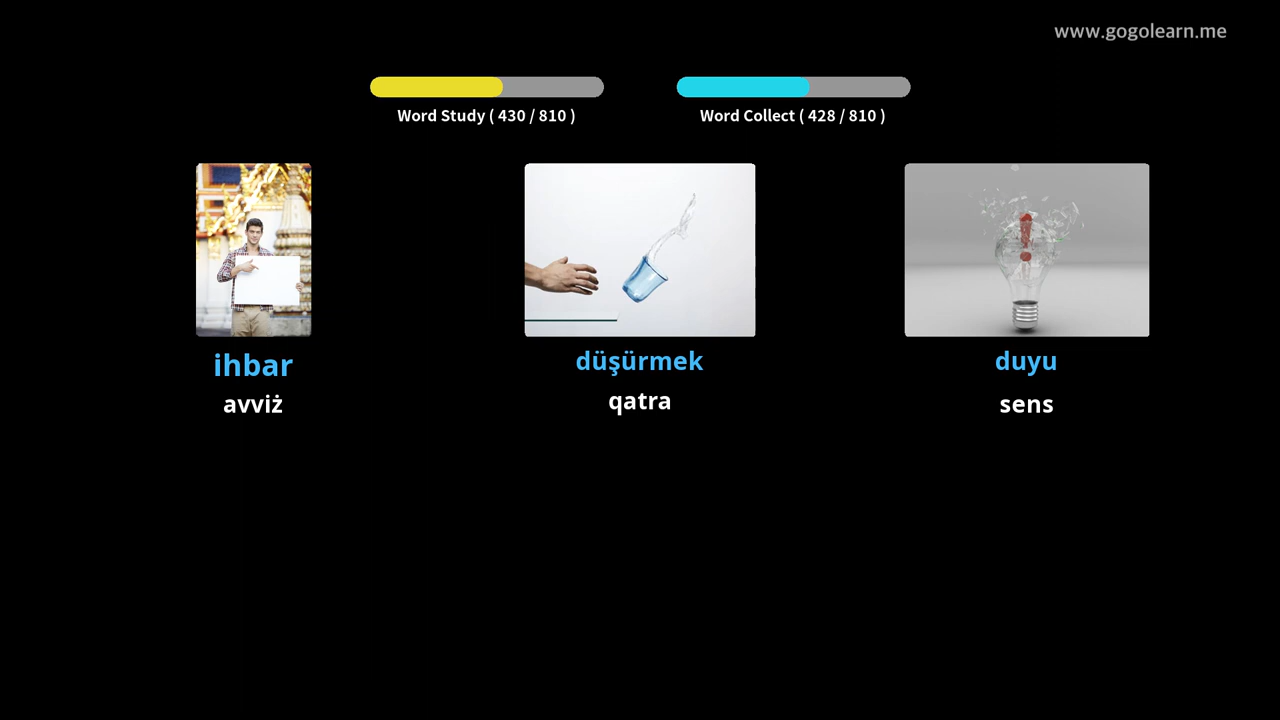 www.gogolearn.me
Word Study ( 430 / 810 )
Word Collect ( 428 / 810 )
ihbar
avviż
düşürmek
qatra
duyu
sens